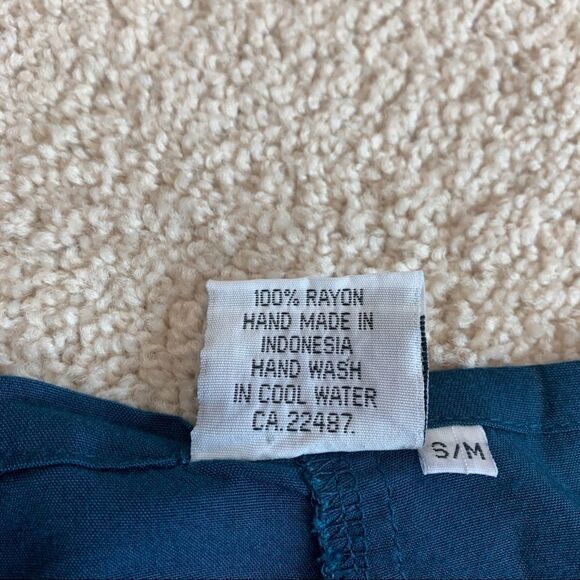 100% RAYON
HAND MADE IN
INDONESIA
HAND WASH
IN COOL WATER
CA. 22487.
S/M